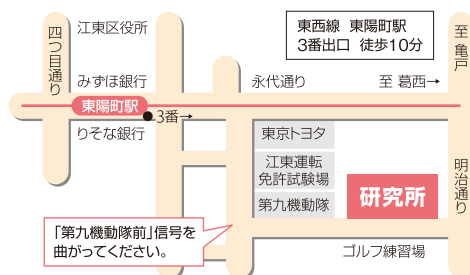 四つ目通り
江東区役所
東西線 東陽町駅
3番出口 徒歩10分
至 亀戸
みずほ銀行
永代通り
至 葛西→
東陽町駅
3番→
りそな銀行
東京トヨタ
江東運転
免許試験場
第九機動隊
研究所
明治通り
「第九機動隊前」信号を
曲がってください。
ゴルフ練習場